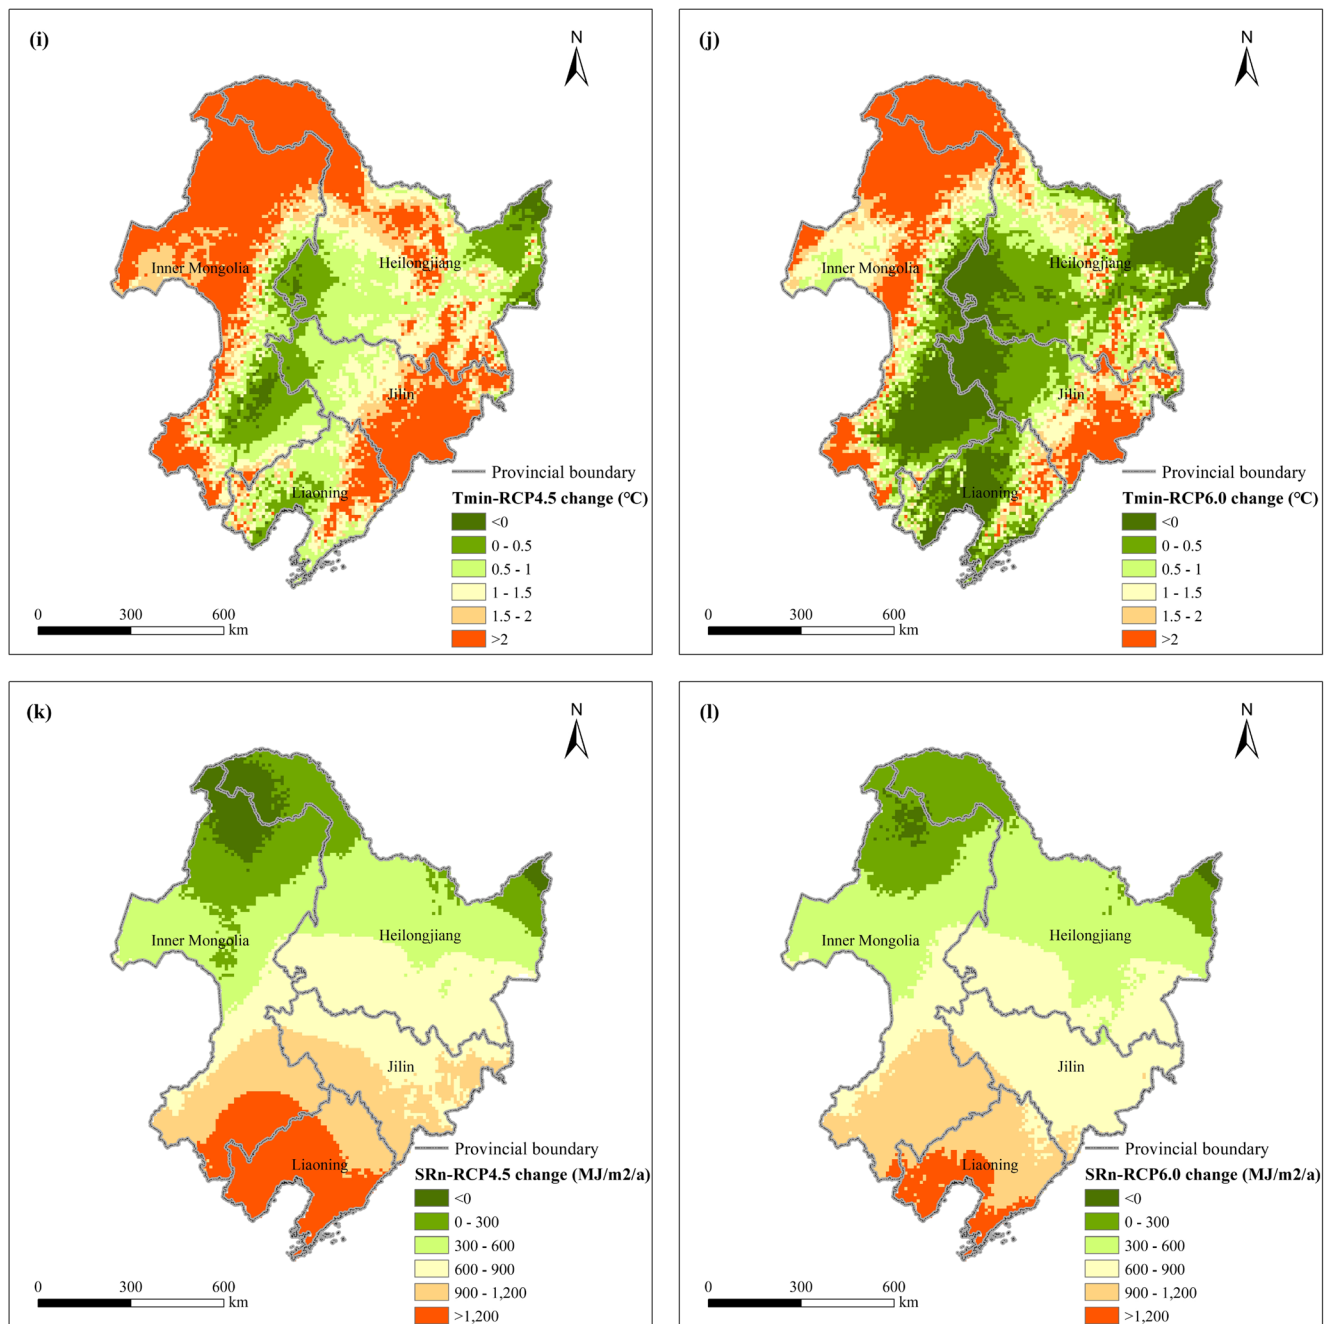 (i)
N
Inner Mongolia
Heilongjiang
Jilin
Liaoning
Provincial boundary
Tmin-RCP4.5 change (℃)
<0
0 - 0.5
0.5 - 1
1 - 1.5
1.5 - 2
>2
0 300 600
km
(j)
N
Inner Mongolia
Heilongjiang
Jilin
Liaoning
Provincial boundary
Tmin-RCP6.0 change (℃)
<0
0 - 0.5
0.5 - 1
1 - 1.5
1.5 - 2
>2
0 300 600
km
(k)
N
Inner Mongolia
Heilongjiang
Jilin
Liaoning
Provincial boundary
SRn-RCP4.5 change (MJ/m2/a)
<0
0 - 300
300 - 600
600 - 900
900 - 1,200
>1,200
0 300 600
km
(l)
N
Inner Mongolia
Heilongjiang
Jilin
Liaoning
Provincial boundary
SRn-RCP6.0 change (MJ/m2/a)
<0
0 - 300
300 - 600
600 - 900
900 - 1,200
>1,200
0 300 600
km